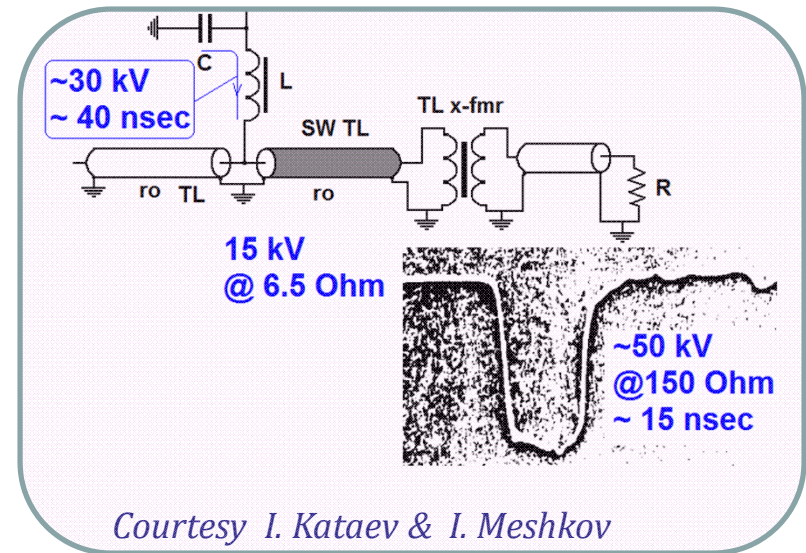 C
~30 kV
~ 40 nsec
L
TL x-fmr
SW TL
ro TL
ro
R
15 kV
@ 6.5 Ohm
~50 kV
@150 Ohm
~ 15 nsec
Courtesy I. Kataev & I. Meshkov